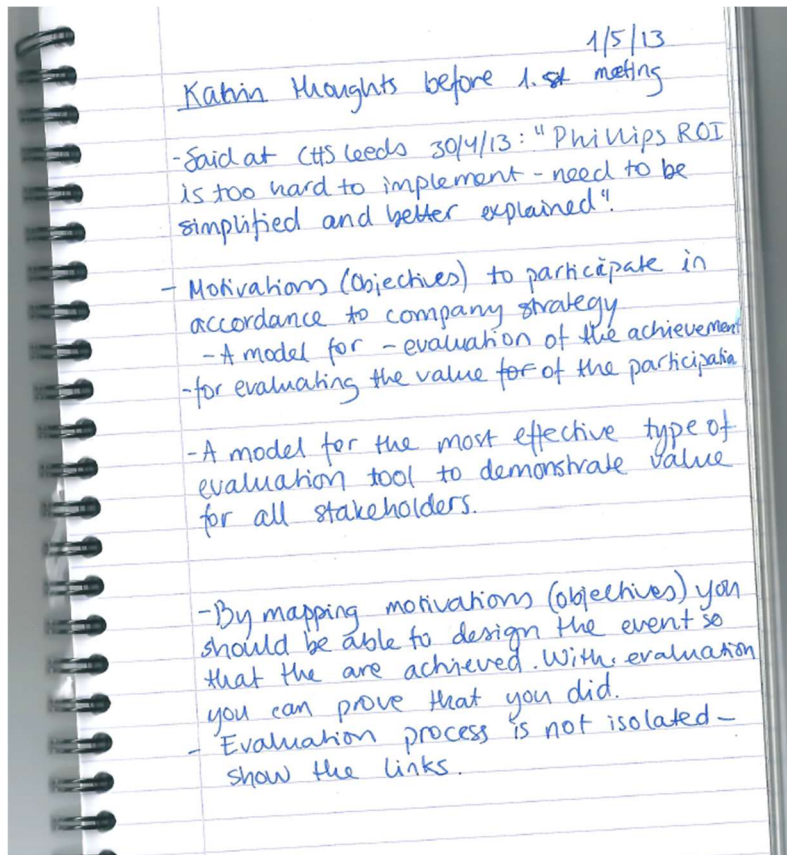 1/5/13
Katrin thoughts before 1. st meeting
- Said at CHS Leeds 30/4/13: "Phillips ROI
is too hard to implement - need to be
simplified and better explained".
- Motivations (Objectives) to participate in
accordance to company strategy
- A model for - evaluation of the achievement
- for evaluating the value for of the participatio
- A model for the most effective type of
evaluation tool to demonstrate value
for all stakeholders.
- By mapping motivations (objectives) you
should be able to design the event so
that the are achieved. With evaluation
you can prove that you did.
- Evaluation process is not isolated -
show the links.